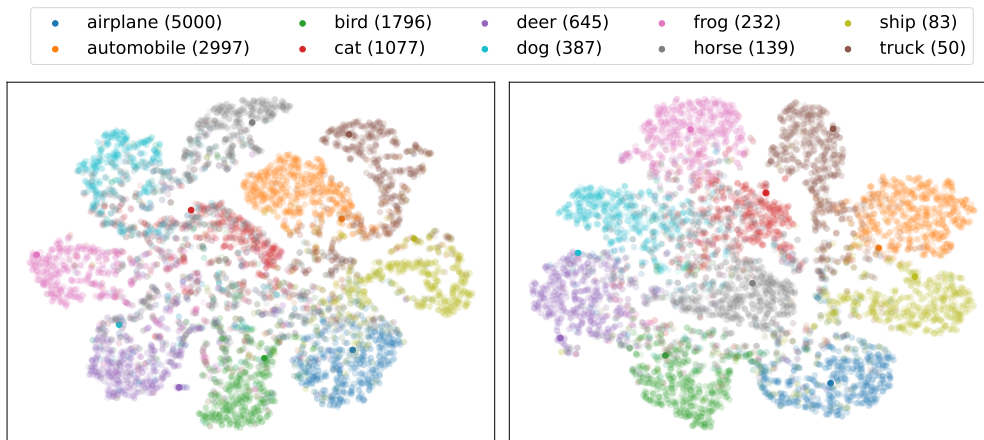 airplane (5000) bird (1796) deer (645) frog (232) ship (83)
automobile (2997) cat (1077) dog (387) horse (139) truck (50)